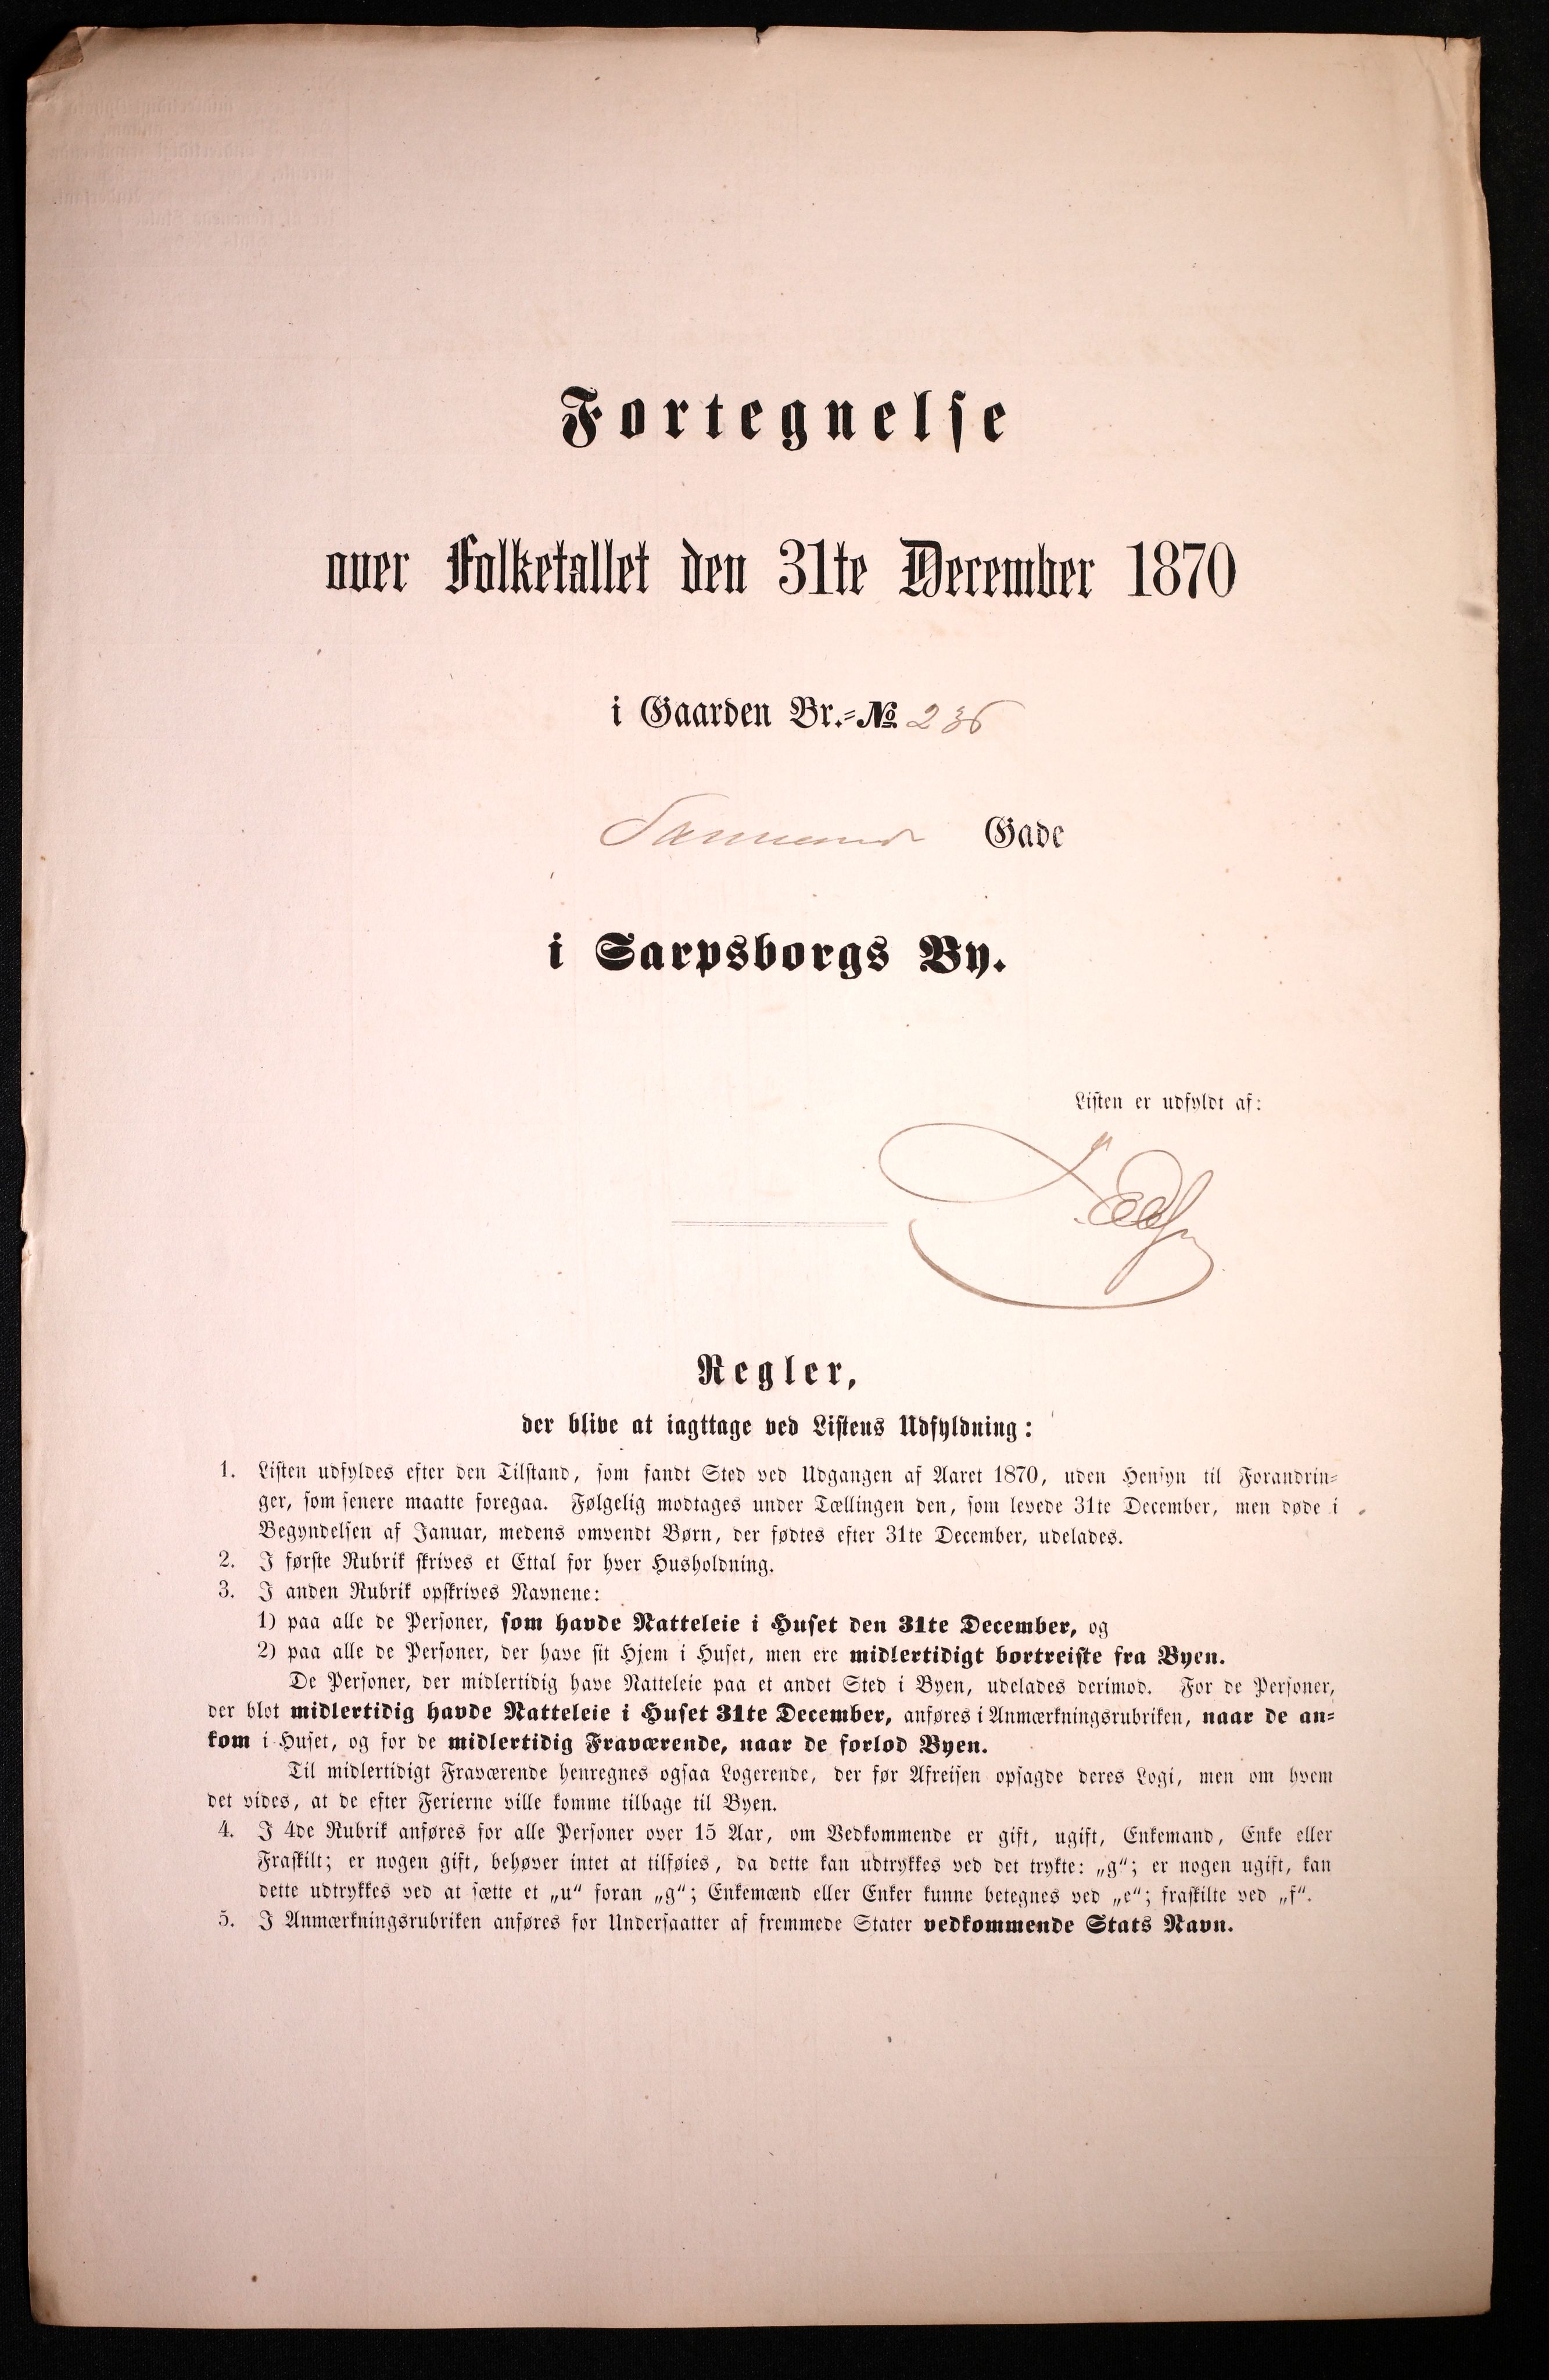 Fortegnelse
over Folketallet den 31te December 1870
i Gaarden Br.=№ 236
Gade
i Sarpsborgs By.
Listen er udfyldt af:
Regler,
der blive at iagttage ved Listens Udfyldning:
1. Listen udfyldes efter den Tilstand, som fandt Sted ved Udgangen af Aaret 1870, uden Hensyn til Forandrin=
ger, som senere maatte foregaa. Følgelig modtages under Tællingen den, som levede 31te December, men døde i
Begyndelsen af Januar, medens omvendt Børn, der fødtes efter 31te December, udelades.
2. I første Rubrik skrives et Ettal for hver Husholdning.
3. I anden Rubrik opskrives Navnene:
1) paa alle de Personer, som havde Natteleie i Huset den 31te December, og
2) paa alle de Personer, der have sit Hjem i Huset, men ere midlertidigt bortreiste fra Byen.
De Personer, der midlertidig have Natteleie paa et andet Sted i Byen, udelades derimod. For de Personer,
der blot midlertidig havde Natteleie i Huset 31te December, anføres i Anmærkningsrubriken, naar de an=
kom i Huset, og for de midlertidig Fraværende, naar de forlod Byen.
Til midlertidigt Fraværende henregnes ogsaa Logerende, der før Afreisen opsagde deres Logi, men om hvem
det vides, at de efter Ferierne ville komme tilbage til Byen.
4. I 4de Rubrik anføres for alle Personer over 15 Aar, om Vedkommende er gift, ugift, Enkemand, Enke eller
Fraskilt; er nogen gift, behøver intet at tilføies, da dette kan udtrykkes ved det trykte: „g“; er nogen ugift, kan
dette udtrykkes ved at sætte et „u“ foran „g“; Enkemænd eller Enker kunne betegnes ved „e“; fraskilte ved „f“.
5. I Anmærkningsrubriken anføres for Undersaatter af fremmede Stater vedkommende Stats Navn.